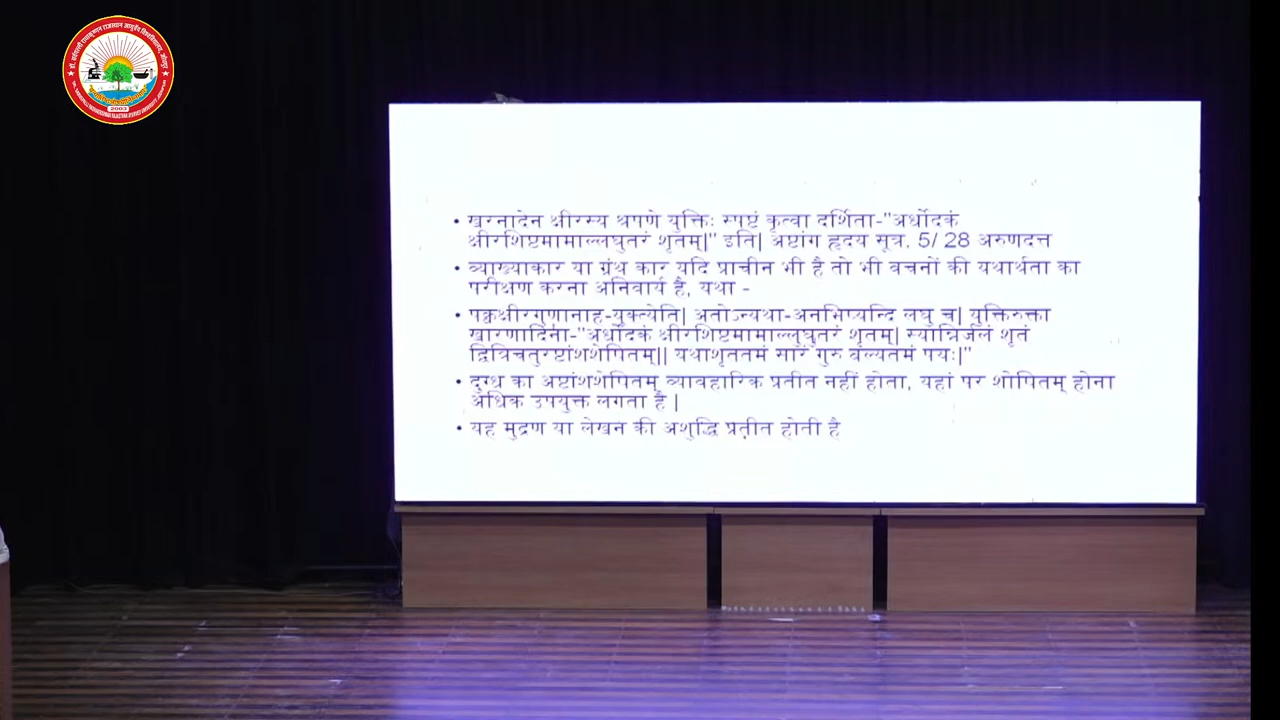 2003
• खरनादेन क्षीरस्य श्रपणे युक्तिः स्पष्टं कृत्वा दर्शिता-"अर्धोदकं
क्षीरशिष्टमामाल्लघुतरं शृतम्|" इति| अष्टांग हृदय सूत्र. 5/ 28 अरुणदत्त
• व्याख्याकार या ग्रंथ कार यदि प्राचीन भी है तो भी वचनों की यथार्थता का
परीक्षण करना अनिवार्य है, यथा -
• पक्वक्षीरगुणानाह-युक्त्येति| अतोऽन्यथा-अनभिष्यन्दि लघु च| युक्तिरुक्ता
खारणादिना-"अर्धोदकं क्षीरशिष्टमामाल्लघुतरं शृतम्| स्यान्निर्जलं शृतं
द्वित्रिचतुरष्टांशशेषितम्|| यथाशृततमं सारं गुरु बल्यतमं पयः|"
• दुग्ध का अष्टांशशेषितम् व्यावहारिक प्रतीत नहीं होता, यहां पर शोषितम् होना
अधिक उपयुक्त लगता है |
• यह मुद्रण या लेखन की अशुद्धि प्रतीत होती है